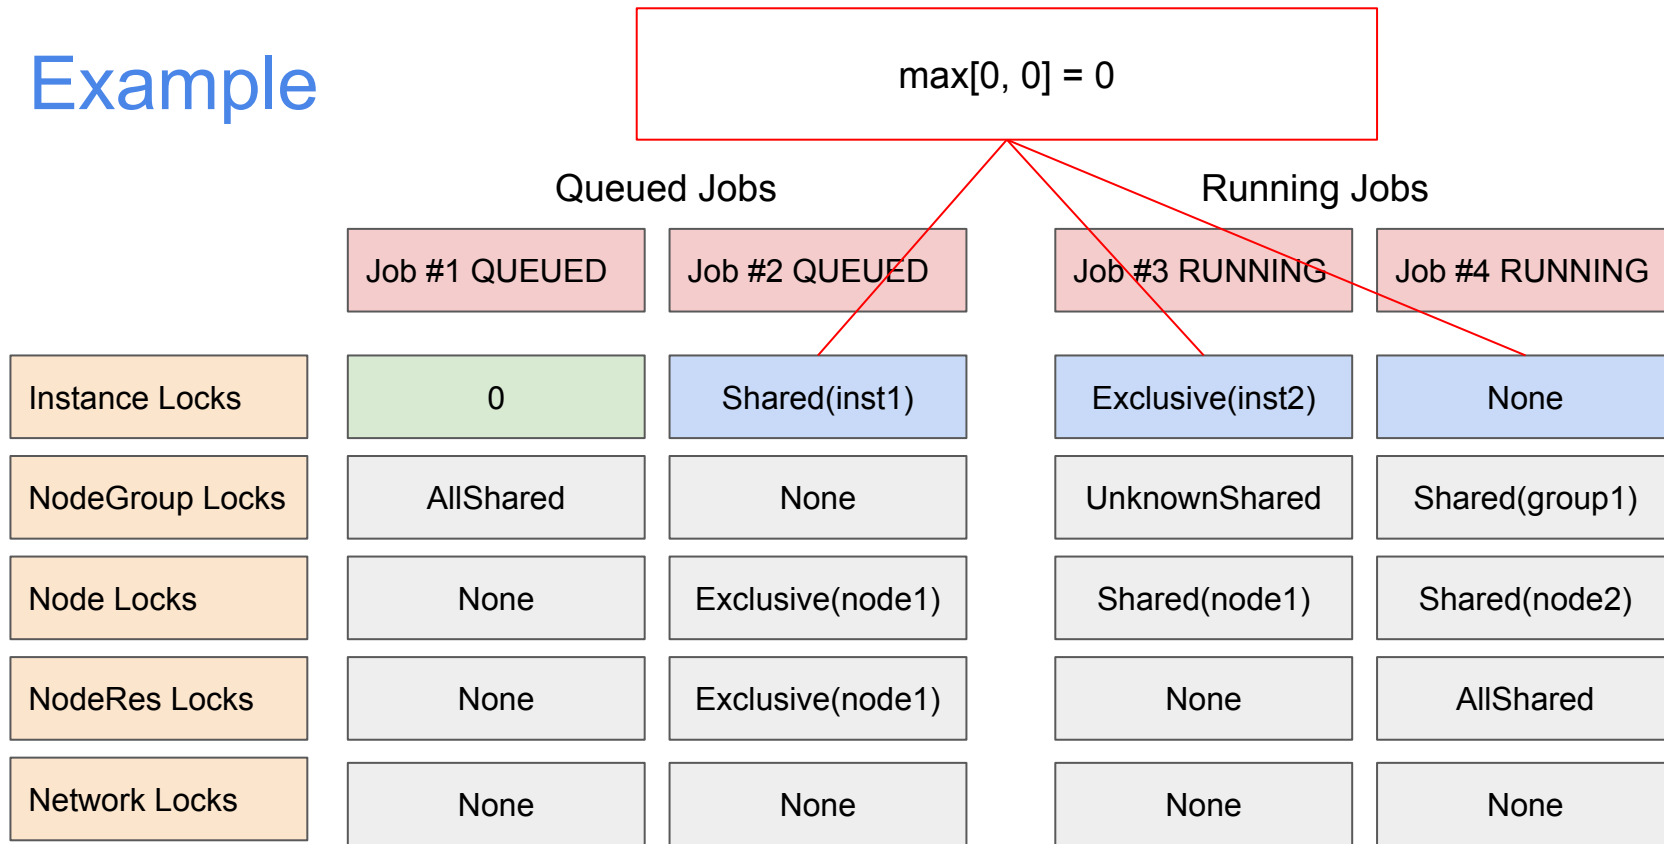 Example
max[0, 0] = 0
Queued Jobs
Running Jobs
Job #1 QUEUED
Job #2 QUEUED
Job #3 RUNNING
Job #4 RUNNING
Instance Locks
0
Shared(inst1)
Exclusive(inst2)
None
NodeGroup Locks
AllShared
None
UnknownShared
Shared(group1)
Node Locks
None
Exclusive(node1)
Shared(node1)
Shared(node2)
NodeRes Locks
None
Exclusive(node1)
None
AllShared
Network Locks
None
None
None
None